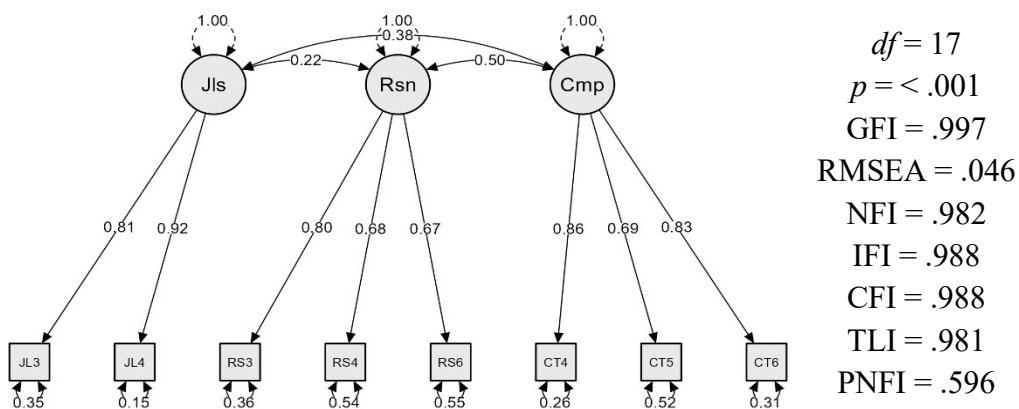 1.00 1.00 1.00
0.38
0.22 0.50
Jls Rsn Cmp
0.81 0.92 0.80 0.68 0.67 0.86 0.69 0.83
JL3 JL4 RS3 RS4 RS6 CT4 CT5 CT6
0.35 0.15 0.36 0.54 0.55 0.26 0.52 0.31
df = 17
p = < .001
GFI = .997
RMSEA = .046
NFI = .982
IFI = .988
CFI = .988
TLI = .981
PNFI = .596